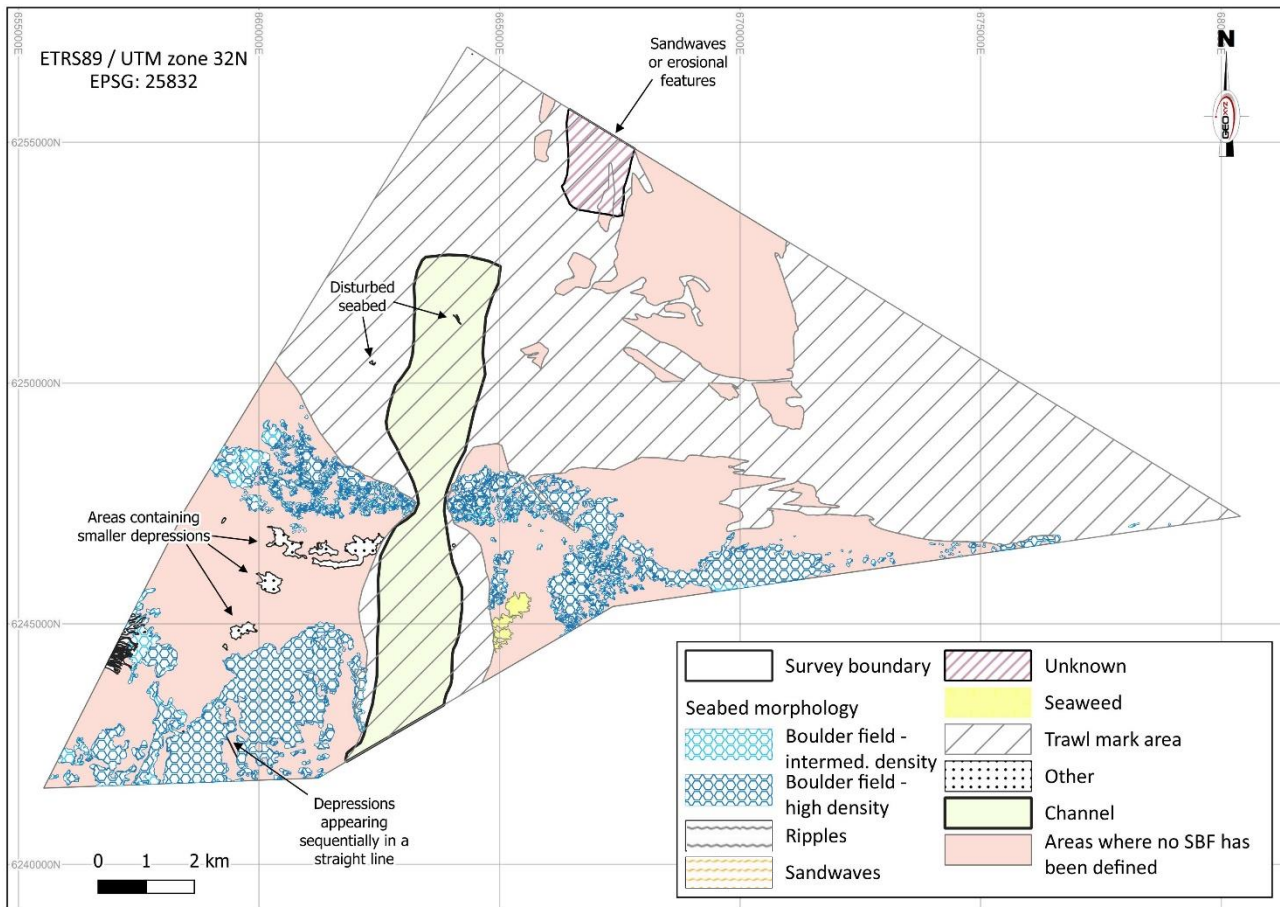 655000E
660000E
665000E
670000E
675000E
ETRS89 / UTM zone 32N
EPSG: 25832
Sandwaves
or erosional
features
N
GEOXYZ
6255000N
Disturbed
seabed
6250000N
Areas containing
smaller depressions
6245000N
Depressions
appearing
sequentially in a
straight line
6240000N
0 1 2 km
Survey boundary
Seabed morphology
Boulder field -
intermed. density
Boulder field -
high density
Ripples
Sandwaves
Unknown
Seaweed
Trawl mark area
Other
Channel
Areas where no SBF has
been defined